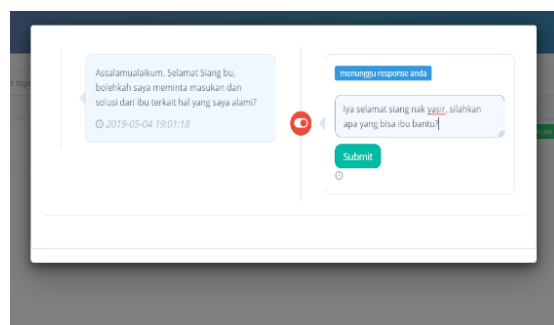 Assalamualaikum. Selamat Siang bu,
bolehkah saya meminta masukan dan
solusi dari ibu terkait hal yang saya alami?
2019-05-04 19:01:18
menunggu response anda
Iya selamat siang nak yasir, silahkan
apa yang bisa ibu bantu?
Submit